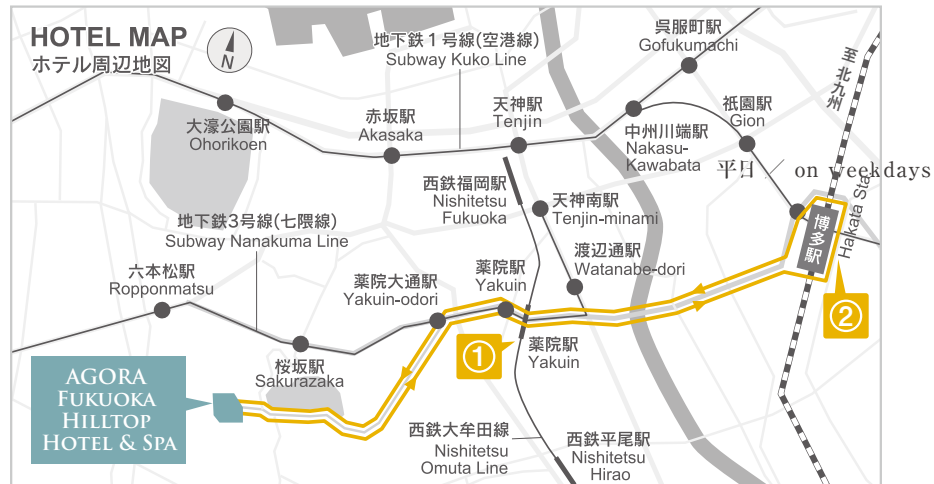 HOTEL MAP
ホテル周辺地図
N
地下鉄1号線(空港線)
Subway Kuko Line
呉服町駅
Gofukumachi
至 北九州
大濠公園駅
Ohorikoen
赤坂駅
Akasaka
天神駅
Tenjin
中州川端駅
Nakasu-
Kawabata
祇園駅
Gion
平日 / on weekdays
西鉄福岡駅
Nishitetsu
Fukuoka
天神南駅
Tenjin-minami
博多駅
Hakata Sta.
地下鉄3号線(七隈線)
Subway Nanakuma Line
渡辺通駅
Watanabe-dori
六本松駅
Ropponmatsu
薬院大通駅
Yakuin-odori
薬院駅
Yakuin
②
①
薬院駅
Yakuin
桜坂駅
Sakurazaka
AGORA
FUKUOKA
HILLTOP
HOTEL & SPA
西鉄大牟田線
Nishitetsu
Omuta Line
西鉄平尾駅
Nishitetsu
Hirao